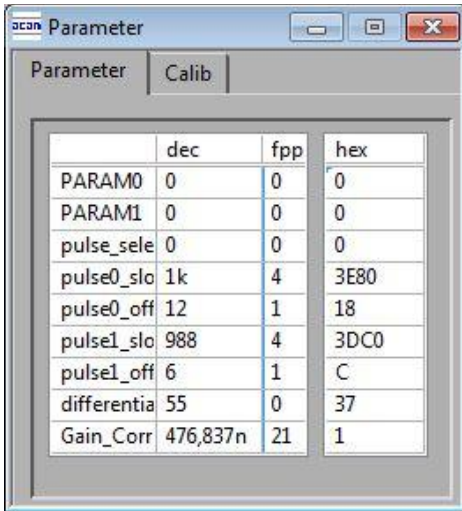 acan Parameter
Parameter Calib
dec fpp hex
PARAM0 0 0 0
PARAM1 0 0 0
pulse_sele 0 0 0
pulse0_slo 1k 4 3E80
pulse0_off 12 1 18
pulse1_slo 988 4 3DC0
pulse1_off 6 1 C
differentia 55 0 37
Gain_Corr 476,837n 21 1